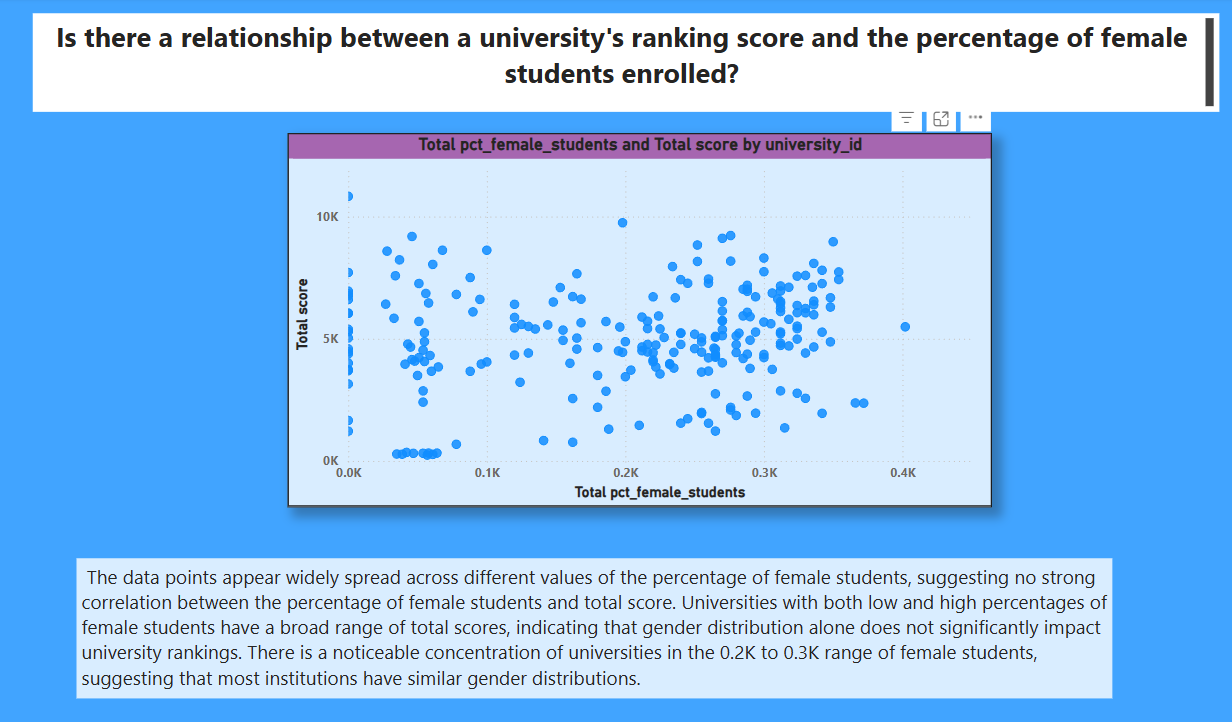 Is there a relationship between a university's ranking score and the percentage of female
students enrolled?
Total pct_female_students and Total score by university_id
10K
5K
0K
Total score
0.0K 0.1K 0.2K 0.3K 0.4K
Total pct_female_students
The data points appear widely spread across different values of the percentage of female students, suggesting no strong
correlation between the percentage of female students and total score. Universities with both low and high percentages of
female students have a broad range of total scores, indicating that gender distribution alone does not significantly impact
university rankings. There is a noticeable concentration of universities in the 0.2K to 0.3K range of female students,
suggesting that most institutions have similar gender distributions.